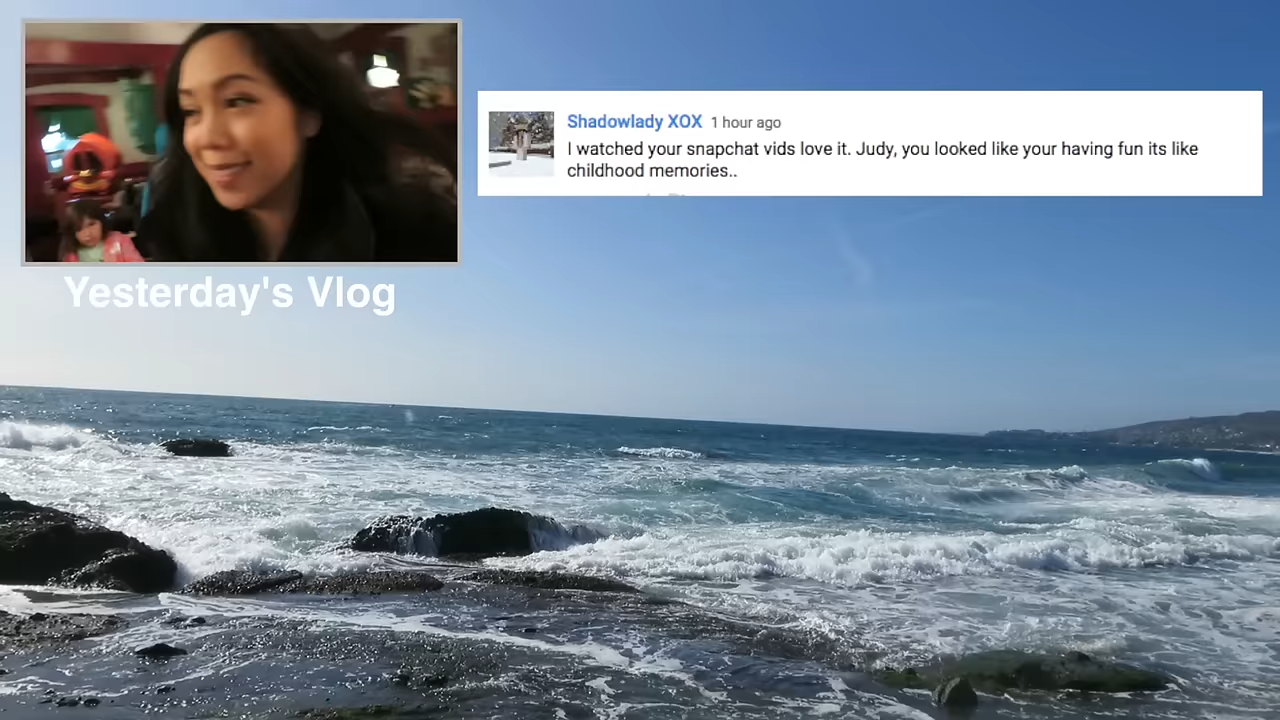 Shadowlady XOX 1 hour ago
I watched your snapchat vids love it. Judy, you looked like your having fun its like
childhood memories..
Yesterday's Vlog